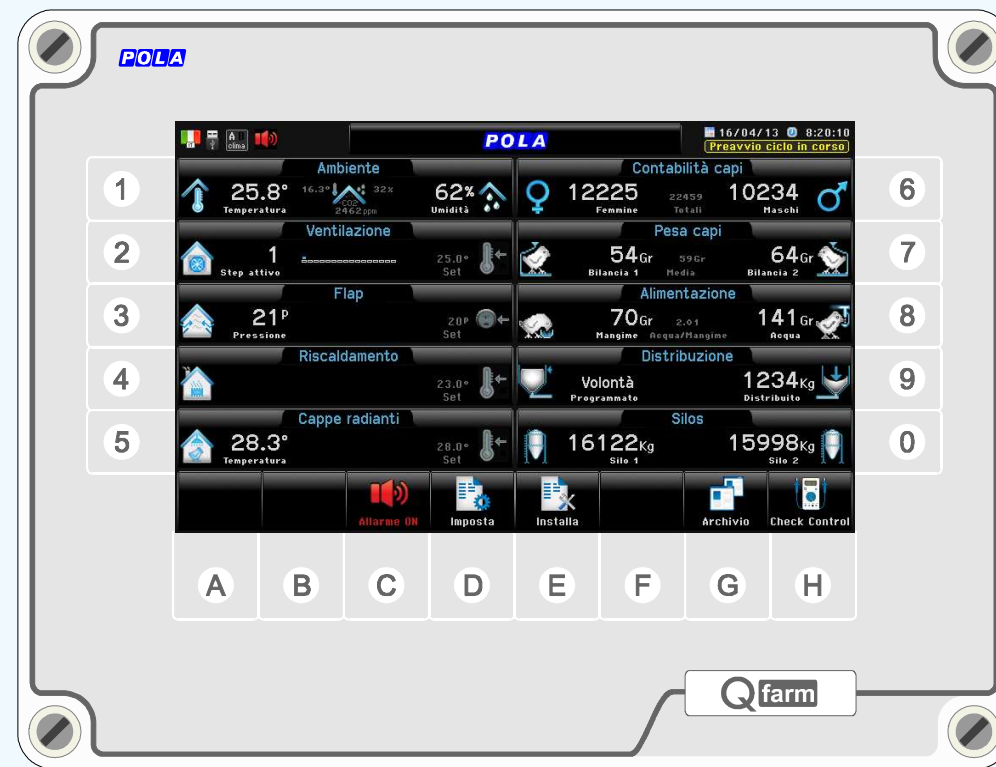 POLA
A
clima
POLA
16/04/13 8:20:10
Preavvio ciclo in corso
1
Ambiente
25.8°
Temperatura
16.3°
32%
CO2
2462 ppm
62%
Umidità
Contabilità capi
12225
Femmine
22459
Totali
10234
Maschi
6
2
Ventilazione
1
Step attivo
25.0°
Set
Pesa capi
54Gr
Bilancia 1
59Gr
Media
64Gr
Bilancia 2
7
3
Flap
21P
Pressione
20P
Set
Alimentazione
70Gr
Mangime
2.01
Acqua/Mangime
141Gr
Acqua
8
4
Riscaldamento
23.0°
Set
Distribuzione
Volontà
Programmato
1234Kg
Distribuito
9
5
Cappe radianti
28.3°
Temperatura
28.0°
Set
Silos
16122Kg
Silo 1
15998Kg
Silo 2
0
Allarme ON
Imposta
Installa
Archivio
Check Control
A
B
C
D
E
F
G
H
Q farm